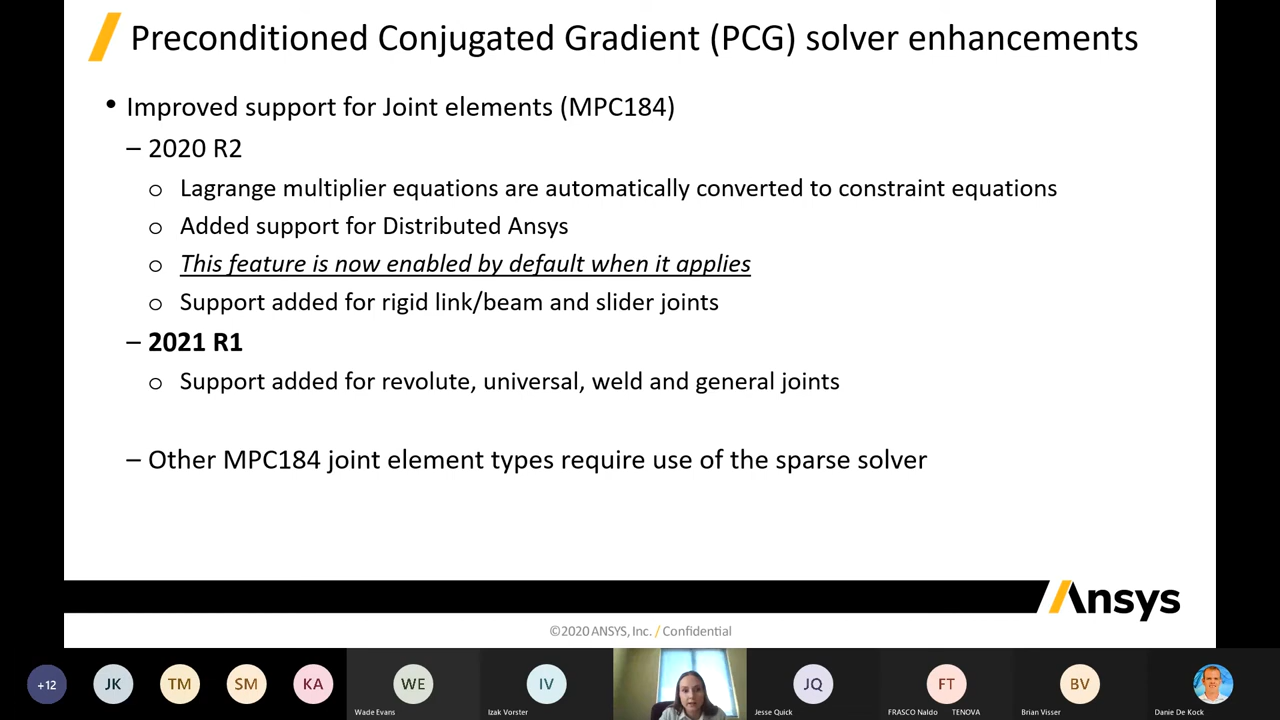 Preconditioned Conjugated Gradient (PCG) solver enhancements
• Improved support for Joint elements (MPC184)
– 2020 R2
o Lagrange multiplier equations are automatically converted to constraint equations
o Added support for Distributed Ansys
o This feature is now enabled by default when it applies
o Support added for rigid link/beam and slider joints
– 2021 R1
o Support added for revolute, universal, weld and general joints
– Other MPC184 joint element types require use of the sparse solver
Ansys
©2020 ANSYS, Inc. / Confidential
+12 JK TM SM KA WE IV JQ FT BV
Wade Evans Izak Vorster Jesse Quick FRASCO Naldo TENOVA Brian Visser Danie De Kock